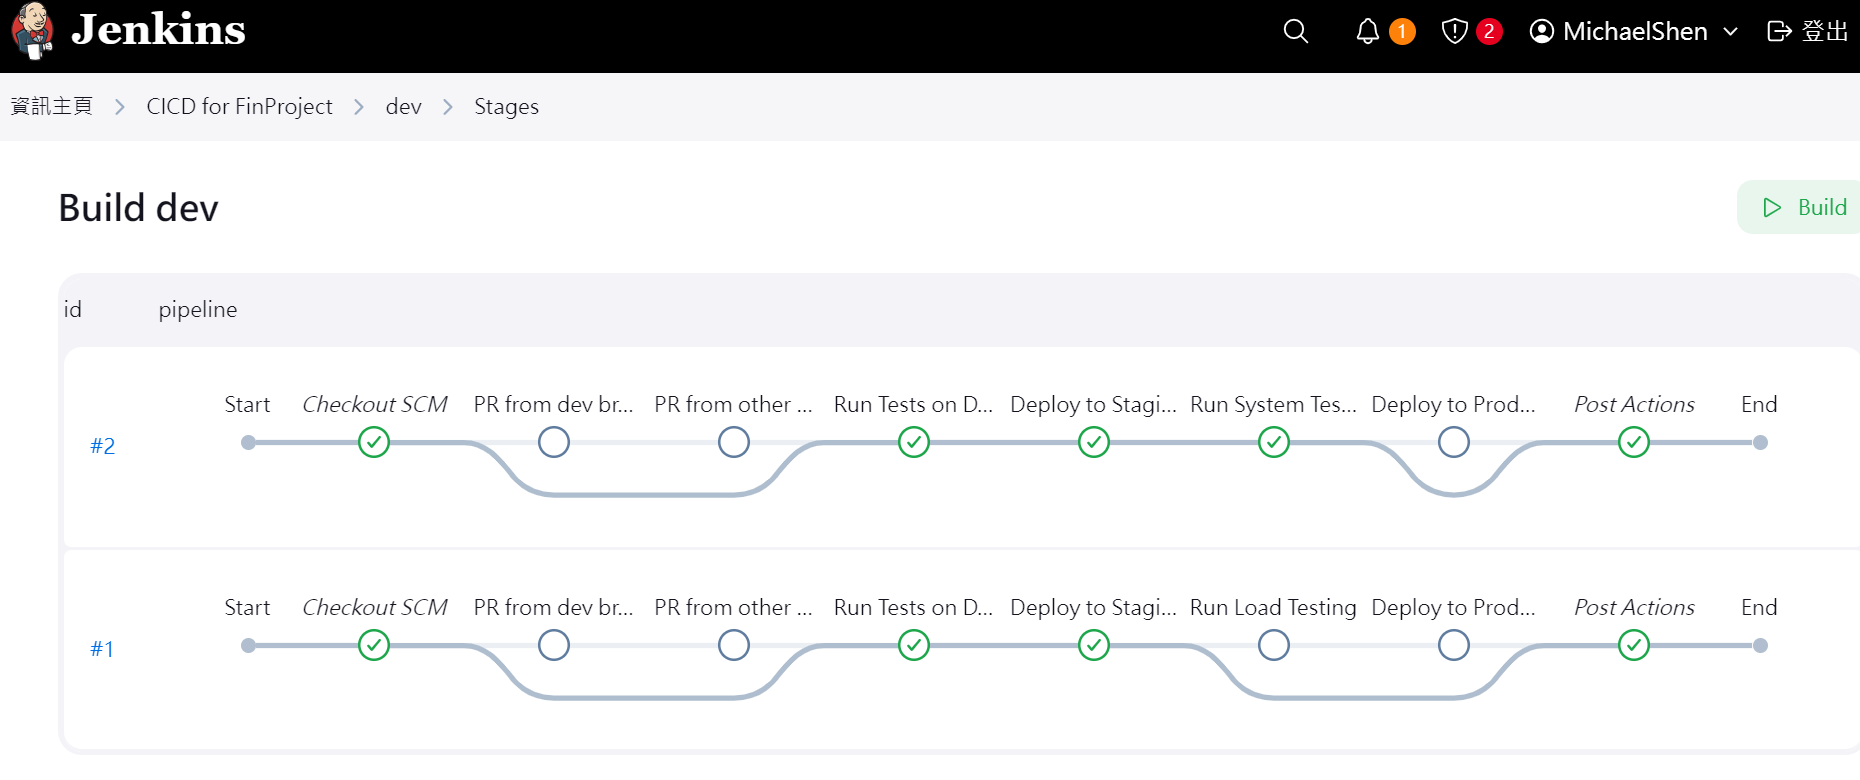 Jenkins
1
2
MichaelShen
登出
資訊主頁 > CICD for FinProject > dev > Stages
Build dev
Build
id pipeline
Start Checkout SCM PR from dev br... PR from other ... Run Tests on D... Deploy to Stagi... Run System Tes... Deploy to Prod... Post Actions End
#2
Start Checkout SCM PR from dev br... PR from other ... Run Tests on D... Deploy to Stagi... Run Load Testing Deploy to Prod... Post Actions End
#1